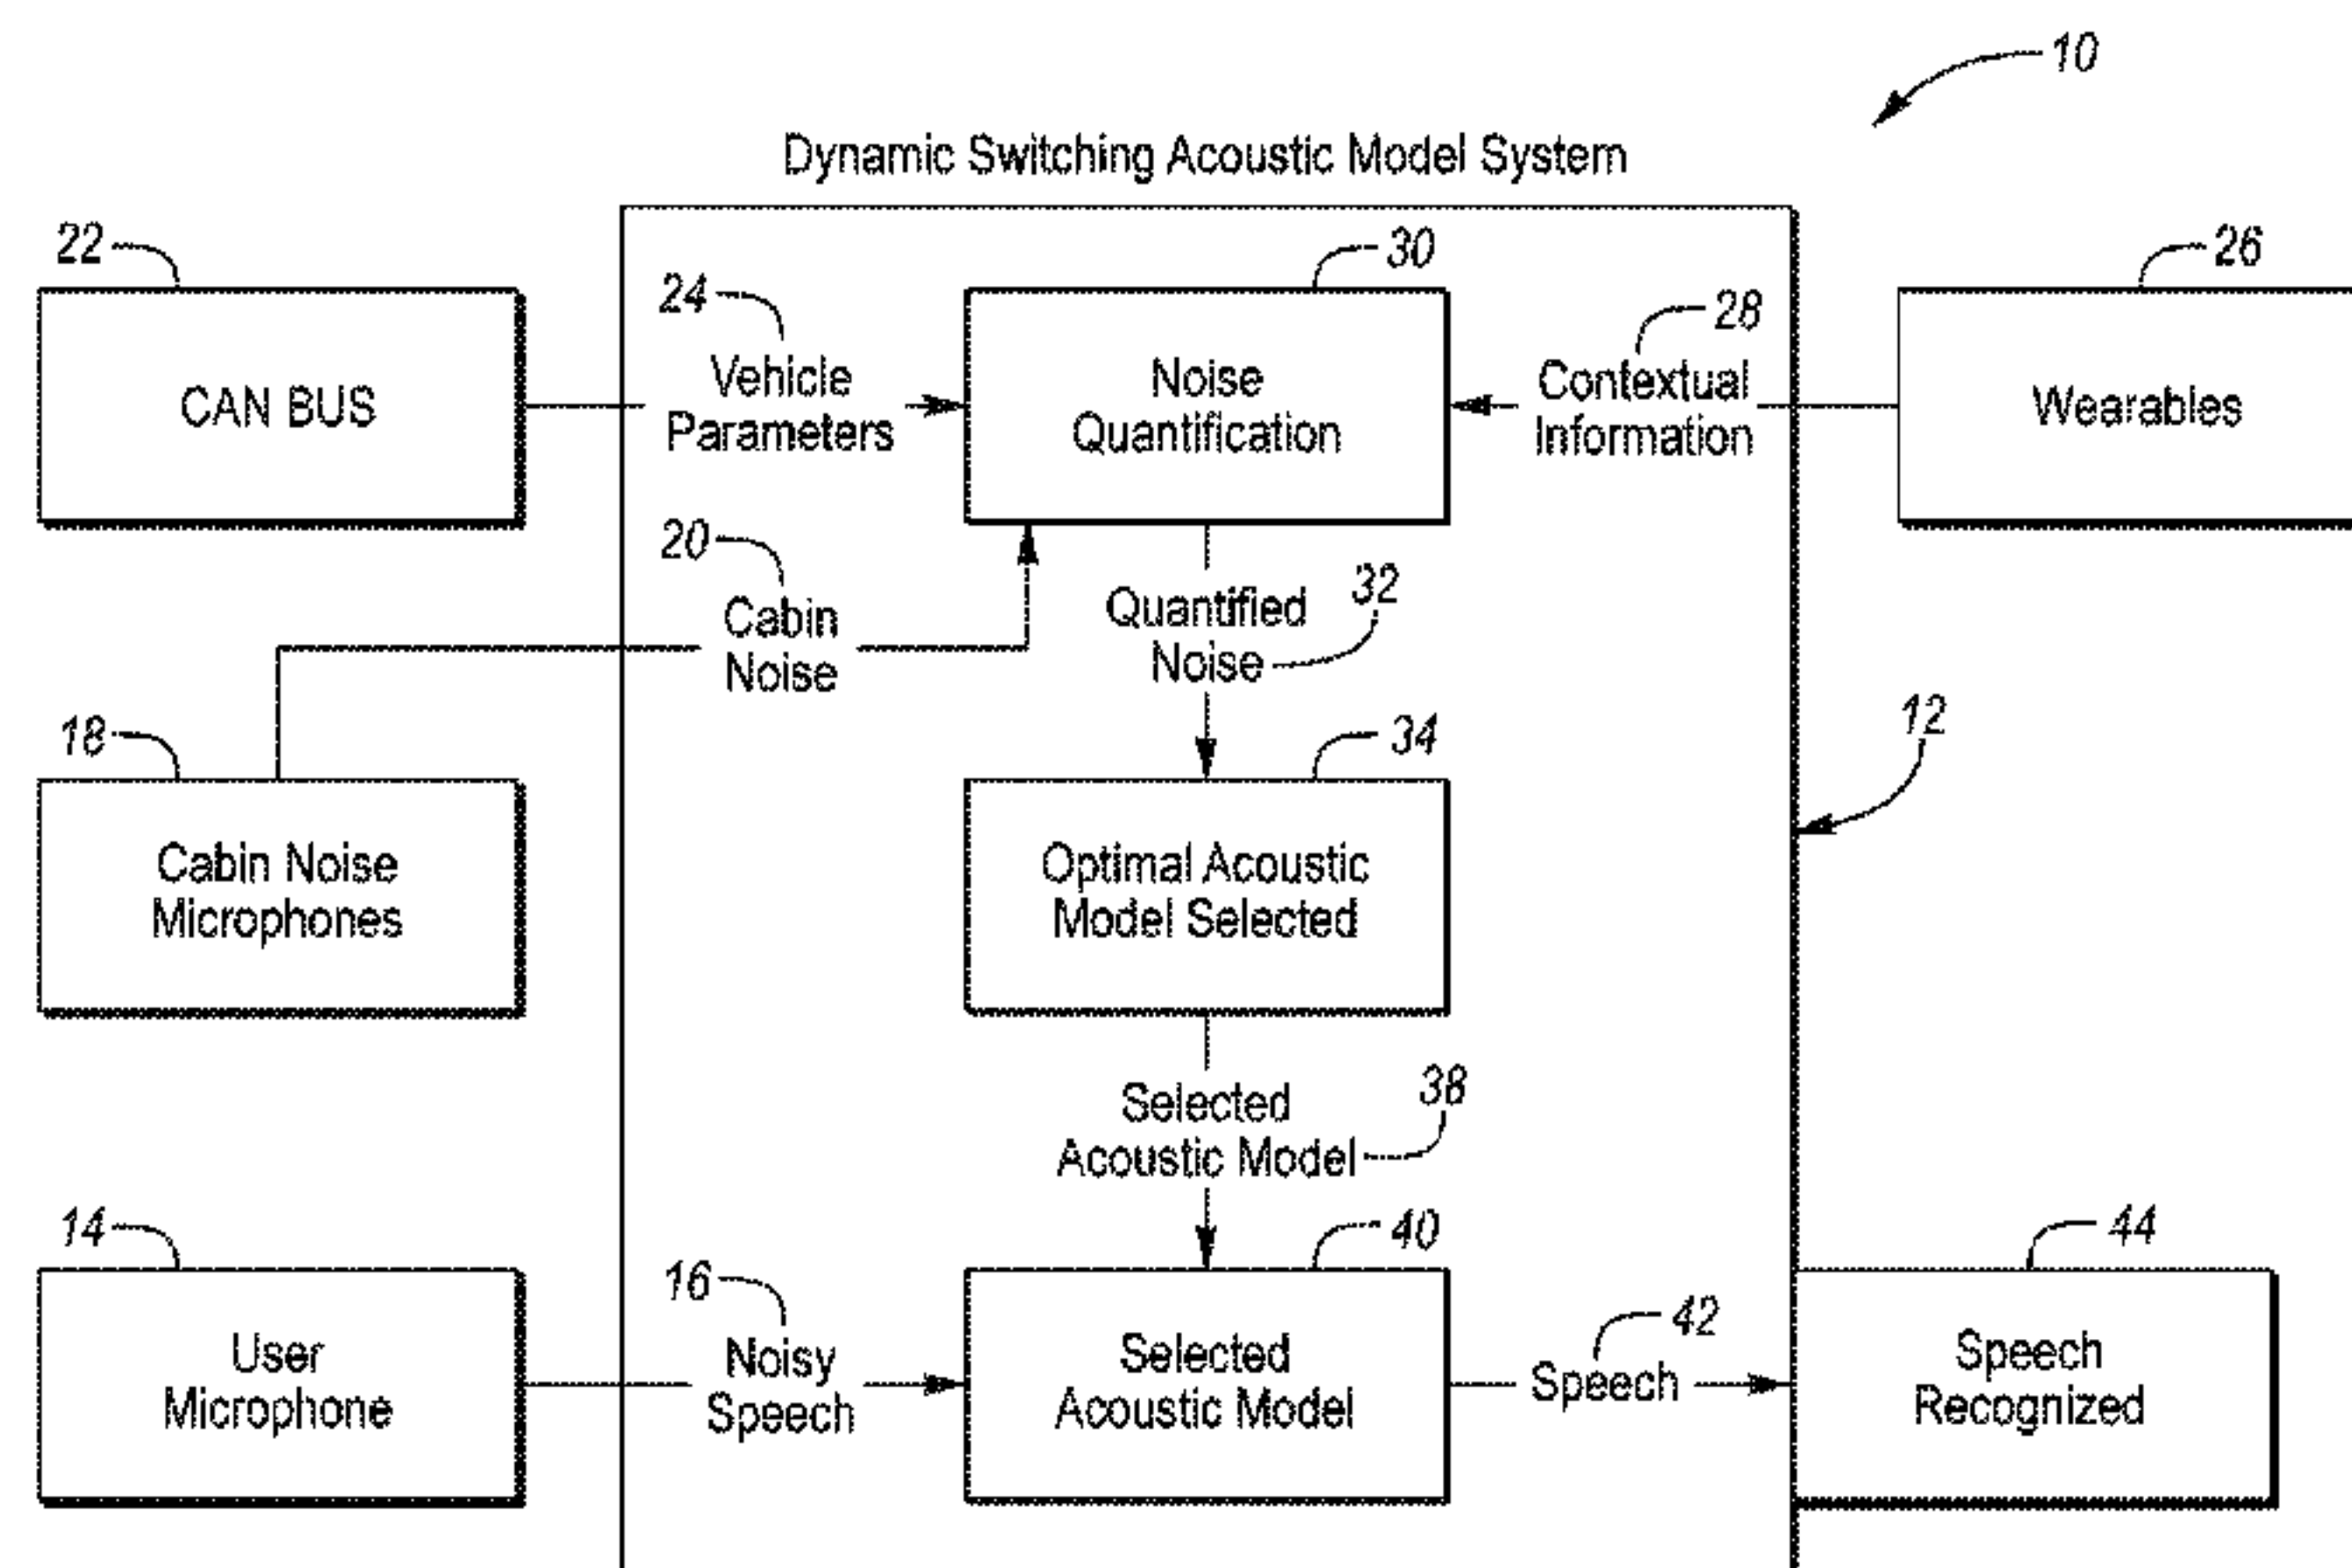 10
Dynamic Switching Acoustic Model System
22
24
30
28
26
CAN BUS
Vehicle
Parameters
Noise
Quantification
Contextual
Information
Wearables
20
Cabin
Noise
Quantified
Noise
32
18
34
12
Cabin Noise
Microphones
Optimal Acoustic
Model Selected
Selected
Acoustic Model
38
14
16
40
42
44
User
Microphone
Noisy
Speech
Selected
Acoustic Model
Speech
Speech
Recognized